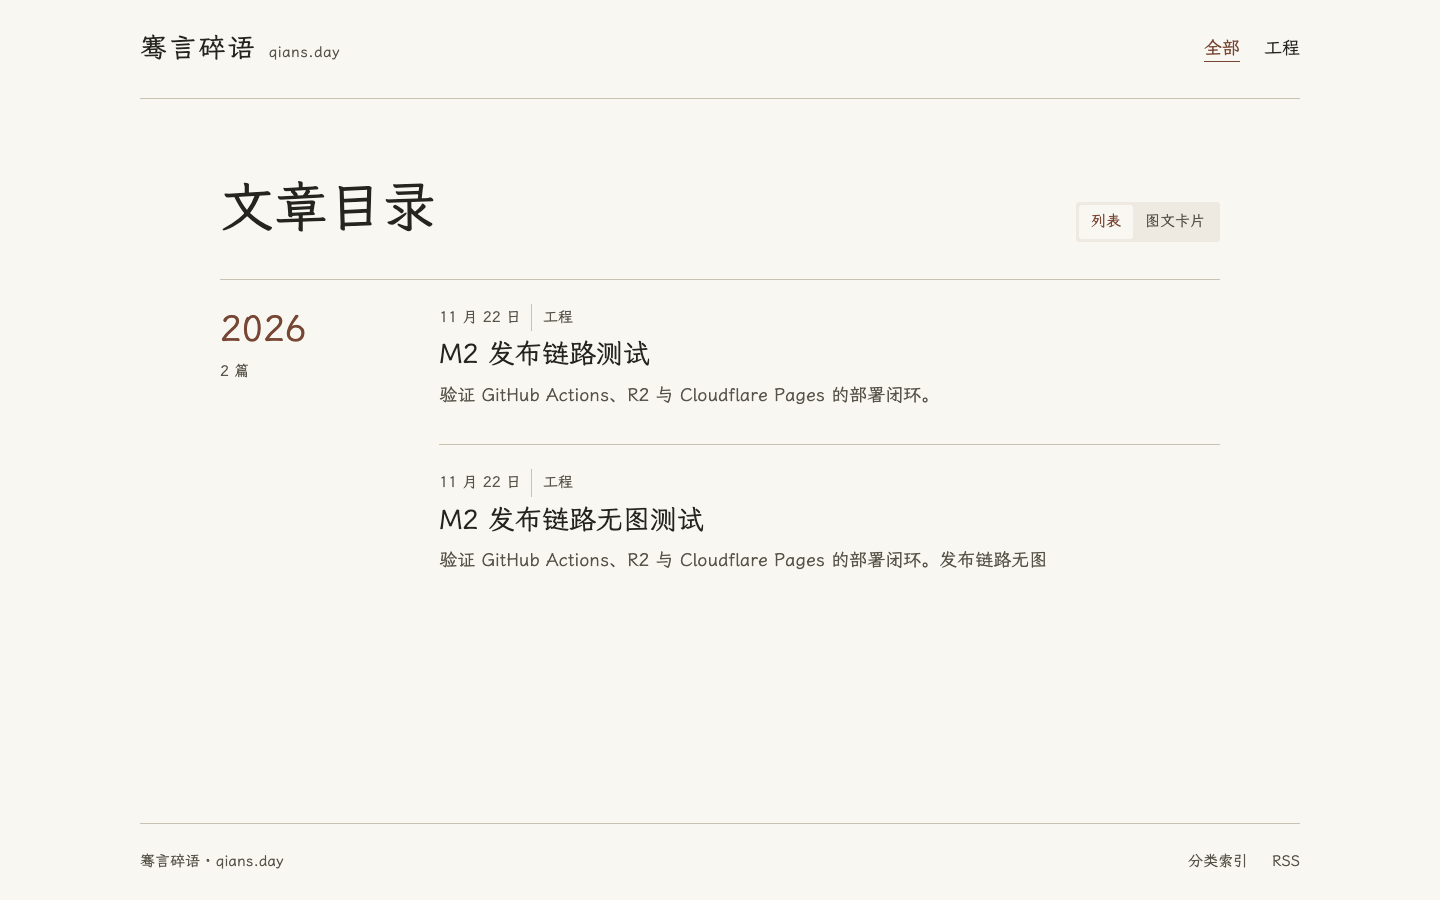 骞言碎语 qians.day
全部 工程
文章目录
列表 图文卡片
2026
2 篇
11 月 22 日 工程
M2 发布链路测试
验证 GitHub Actions、R2 与 Cloudflare Pages 的部署闭环。
11 月 22 日 工程
M2 发布链路无图测试
验证 GitHub Actions、R2 与 Cloudflare Pages 的部署闭环。发布链路无图
骞言碎语·qians.day
分类索引 RSS